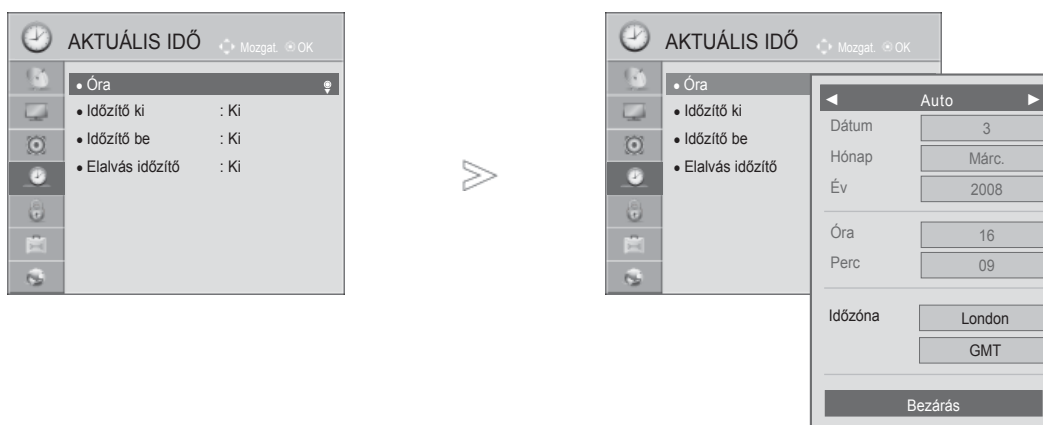 AKTUÁLIS IDŐ Mozgat. OK
• Óra
• Időzítő ki : Ki
• Időzítő be : Ki
• Elalvás időzítő : Ki
AKTUÁLIS IDŐ Mozgat. OK
• Óra
• Időzítő ki
• Időzítő be
• Elalvás időzítő
◄ Auto ►
Dátum 3
Hónap Márc.
Év 2008
Óra 16
Perc 09
Időzóna London
GMT
Bezárás